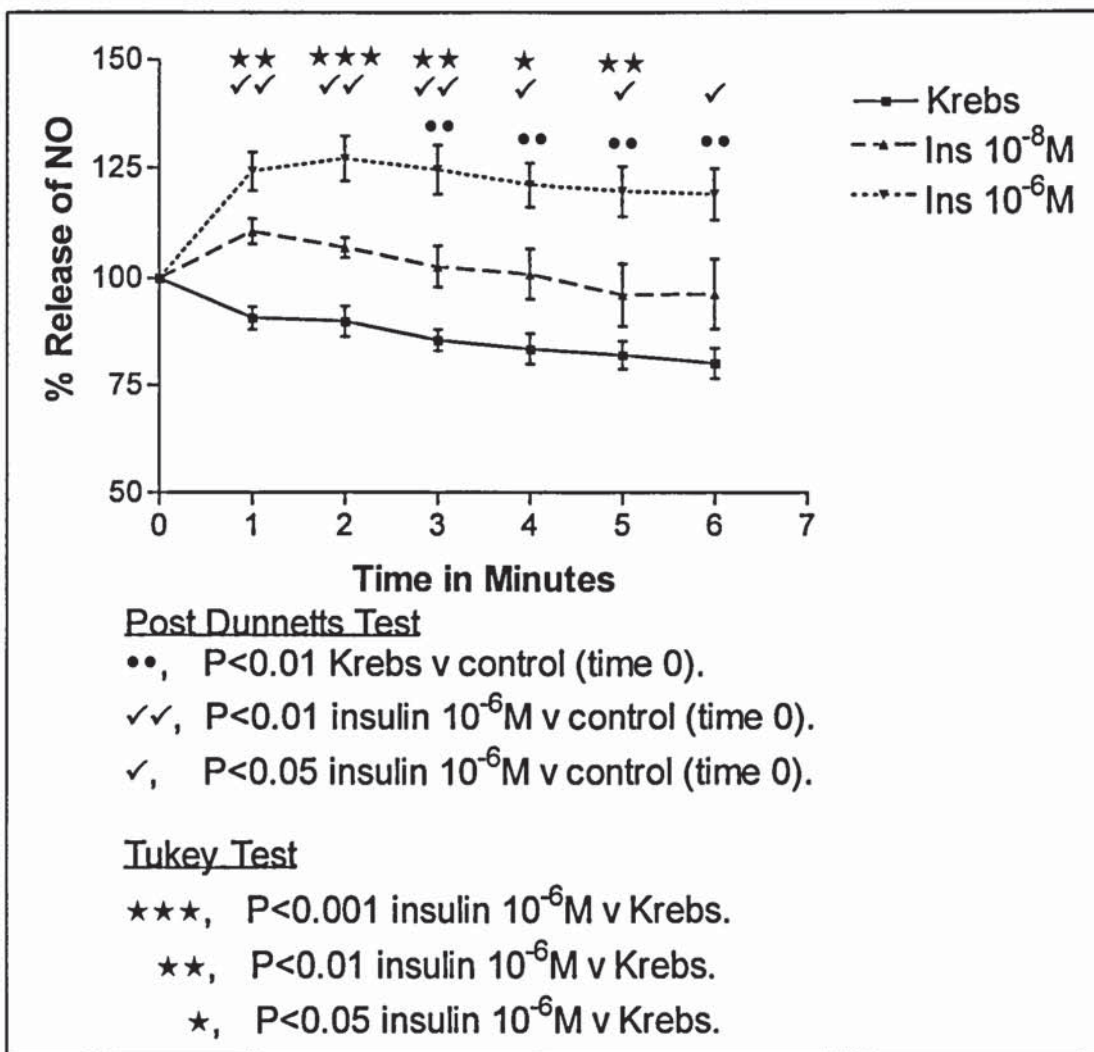 150
★★ ★★★ ★★ ★ ★★
✓✓ ✓✓ ✓✓ ✓ ✓ ✓
•• •• •• ••
125
100
75
50
% Release of NO
0 1 2 3 4 5 6 7
Time in Minutes
Krebs
Ins 10⁻⁸M
Ins 10⁻⁶M
Post Dunnetts Test
••, P<0.01 Krebs v control (time 0).
✓✓, P<0.01 insulin 10⁻⁶M v control (time 0).
✓, P<0.05 insulin 10⁻⁶M v control (time 0).
Tukey Test
★★★, P<0.001 insulin 10⁻⁶M v Krebs.
★★, P<0.01 insulin 10⁻⁶M v Krebs.
★, P<0.05 insulin 10⁻⁶M v Krebs.